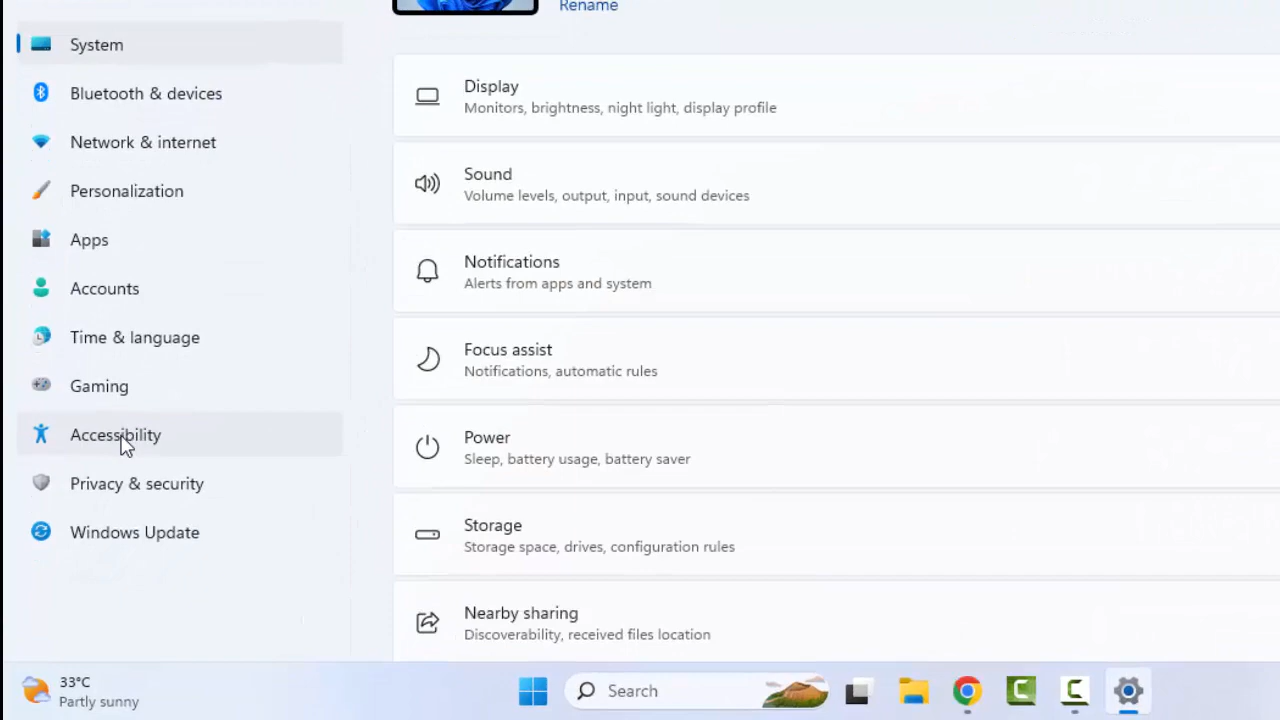 Rename
System
Bluetooth & devices
Network & internet
Personalization
Apps
Accounts
Time & language
Gaming
Accessibility
Privacy & security
Windows Update
Display
Monitors, brightness, night light, display profile
Sound
Volume levels, output, input, sound devices
Notifications
Alerts from apps and system
Focus assist
Notifications, automatic rules
Power
Sleep, battery usage, battery saver
Storage
Storage space, drives, configuration rules
Nearby sharing
Discoverability, received files location
33°C
Partly sunny
Search